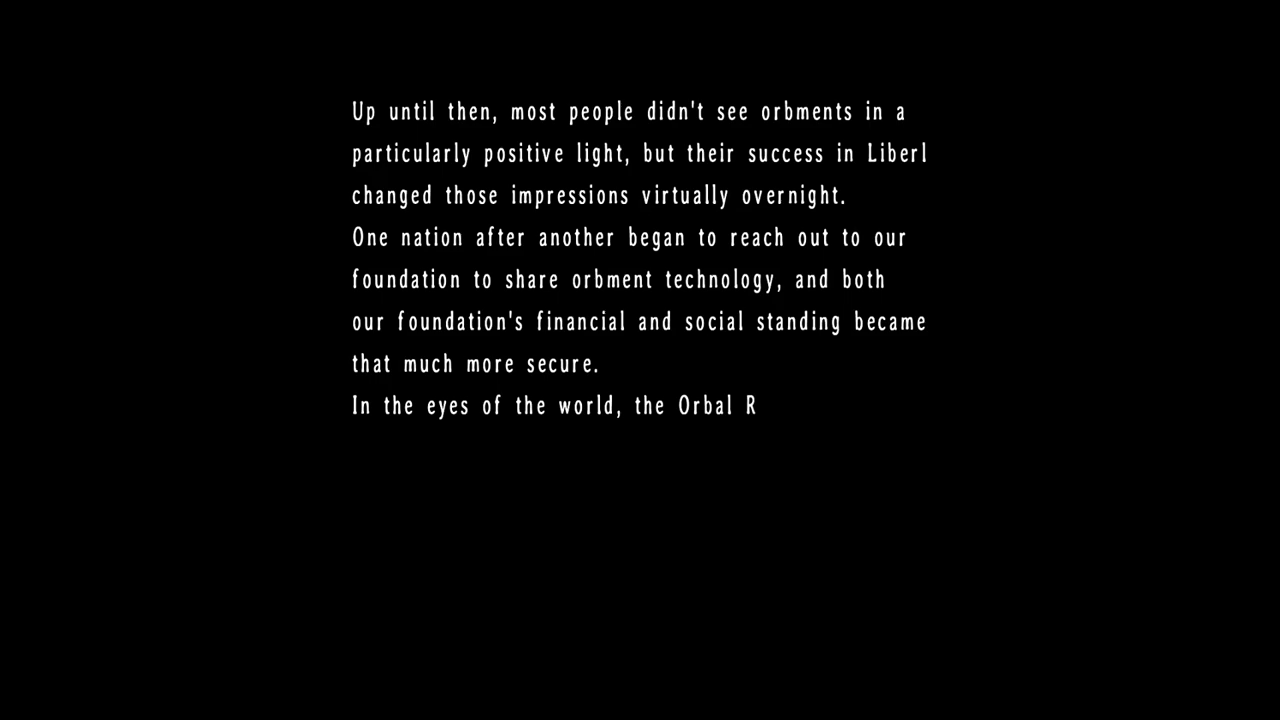 Up until then, most people didn't see orbments in a
particularly positive light, but their success in Liberl
changed those impressions virtually overnight.
One nation after another began to reach out to our
foundation to share orbment technology, and both
our foundation's financial and social standing became
that much more secure.
In the eyes of the world, the Orbal R